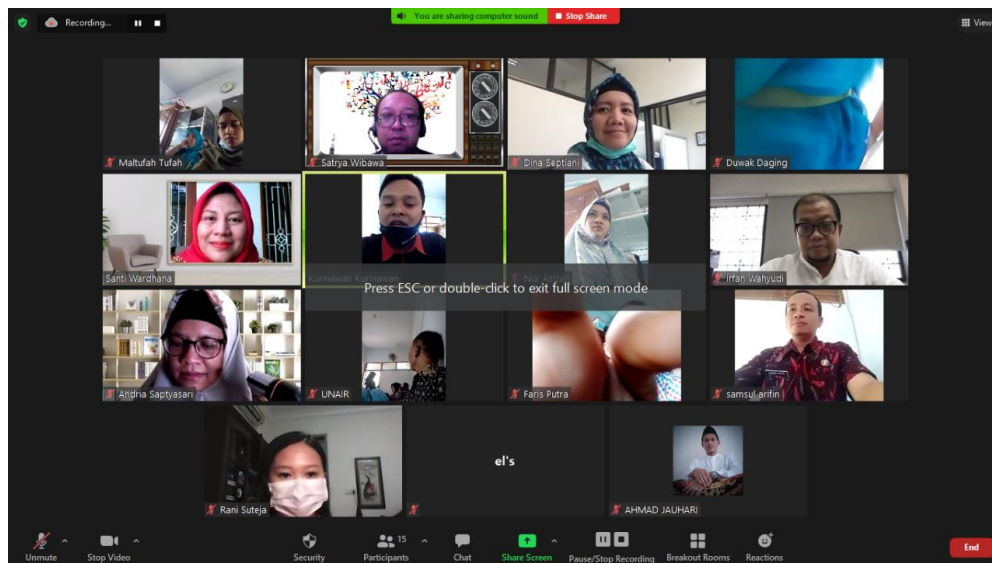 Recording...
You are sharing computer sound
Stop Share
View
Maltufah Tufah
Satrya Wibawa
Dina Septiani
Duwak Daging
Santi Wardhana
Kurniawan Kurniawan
Nur Azizah
Irfan Wahyudi
Press ESC or double-click to exit full screen mode
Andria Saptyasari
UNAIR
Faris Putra
samsul arifin
Rani Suteja
el's
AHMAD JAUHARI
Unmute
Stop Video
Security
15
Participants
Chat
Share Screen
Pause/Stop Recording
Breakout Rooms
Reactions
End